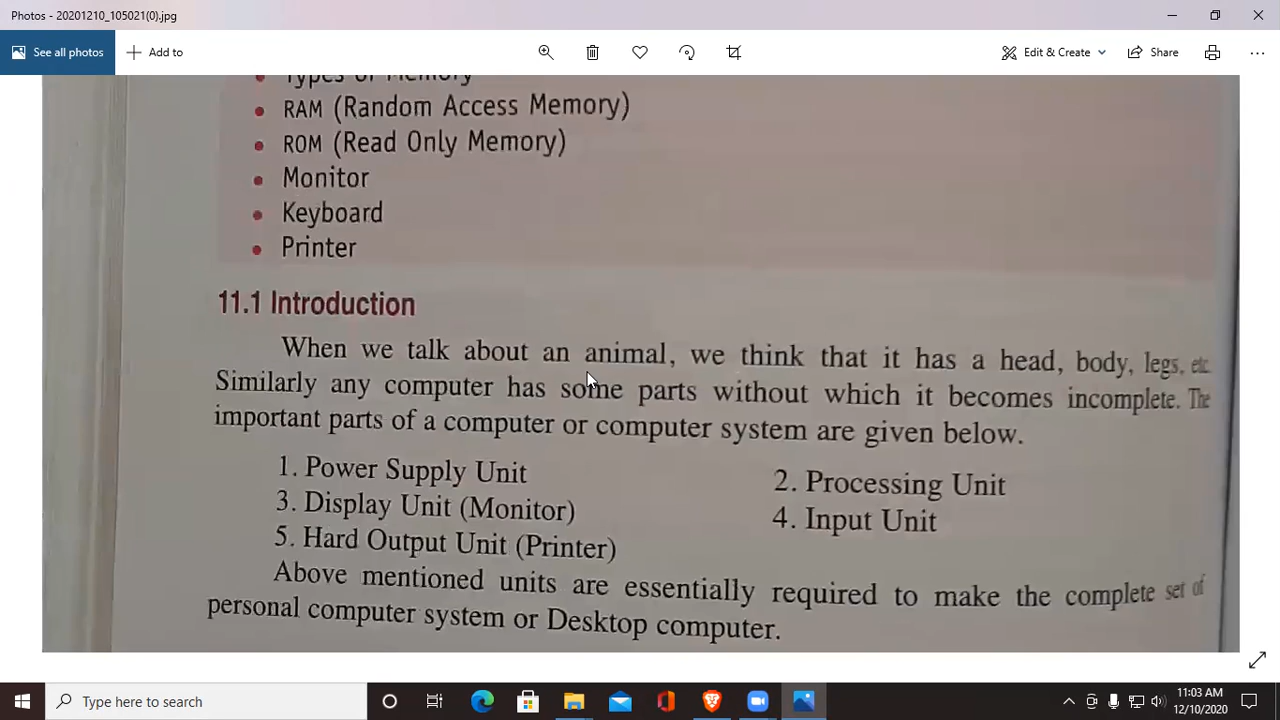 Photos - 20201210_105021(0).jpg
See all photos
Add to
Edit & Create
Share
Types of Memory
RAM (Random Access Memory)
ROM (Read Only Memory)
Monitor
Keyboard
Printer
11.1 Introduction
When we talk about an animal, we think that it has a head, body, legs, etc.
Similarly any computer has some parts without which it becomes incomplete. The
important parts of a computer or computer system are given below.
1. Power Supply Unit
2. Processing Unit
3. Display Unit (Monitor)
4. Input Unit
5. Hard Output Unit (Printer)
Above mentioned units are essentially required to make the complete set of
personal computer system or Desktop computer.
Type here to search
11:03 AM
12/10/2020